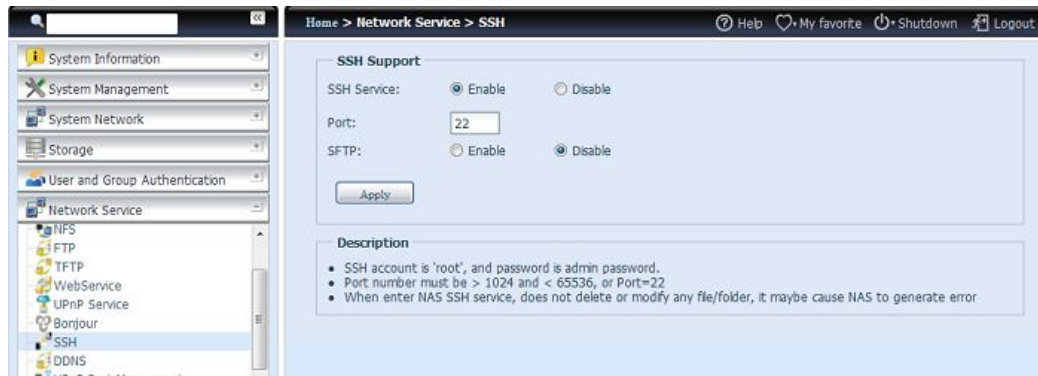 Home > Network Service > SSH
Help My favorite Shutdown Logout
System Information
System Management
System Network
Storage
User and Group Authentication
Network Service
NFS
FTP
TFTP
WebService
UPnP Service
Bonjour
SSH
DDNS
SSH Support
SSH Service: Enable Disable
Port: 22
SFTP: Enable Disable
Apply
Description
SSH account is 'root', and password is admin password.
Port number must be > 1024 and < 65536, or Port=22
When enter NAS SSH service, does not delete or modify any file/folder, it maybe cause NAS to generate error